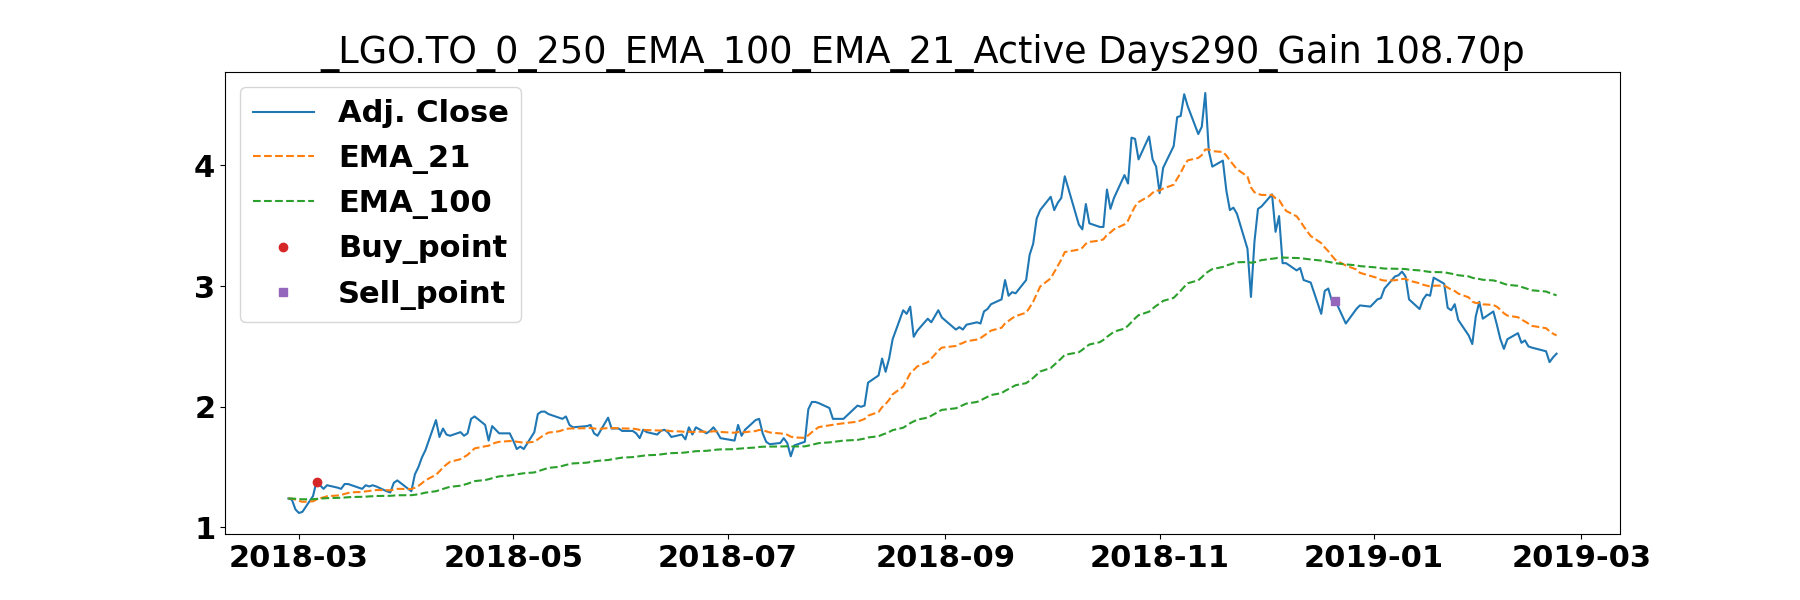 _LGO.TO_0_250_EMA_100_EMA_21_Active Days290_Gain 108.70p
Adj. Close
EMA_21
EMA_100
Buy_point
Sell_point
4
3
2
1
2018-03 2018-05 2018-07 2018-09 2018-11 2019-01 2019-03